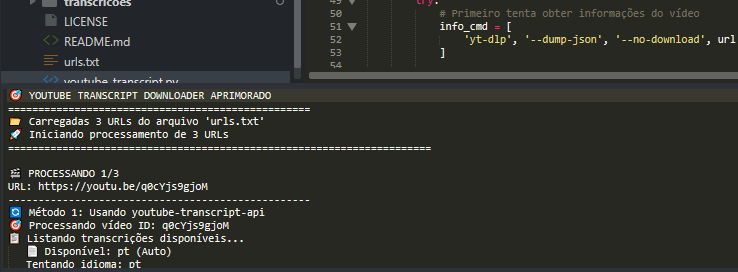 transcricoes
LICENSE
README.md
urls.txt
youtube_transcript.py
49 try:
50 # Primeiro tenta obter informações do vídeo
51 info_cmd = [
52 'yt-dlp', '--dump-json', '--no-download', url
53 ]
54
🎯 YOUTUBE TRANSCRIPT DOWNLOADER APRIMORADO
==================================================
📂 Carregadas 3 URLs do arquivo 'urls.txt'
🚀 Iniciando processamento de 3 URLs
======================================================================
🎬 PROCESSANDO 1/3
URL: https://youtu.be/q0cYjs9gjoM
--------------------------------------------------
🔄 Método 1: Usando youtube-transcript-api
🎯 Processando vídeo ID: q0cYjs9gjoM
📋 Listando transcrições disponíveis...
📄 Disponível: pt (Auto)
Tentando idioma: pt